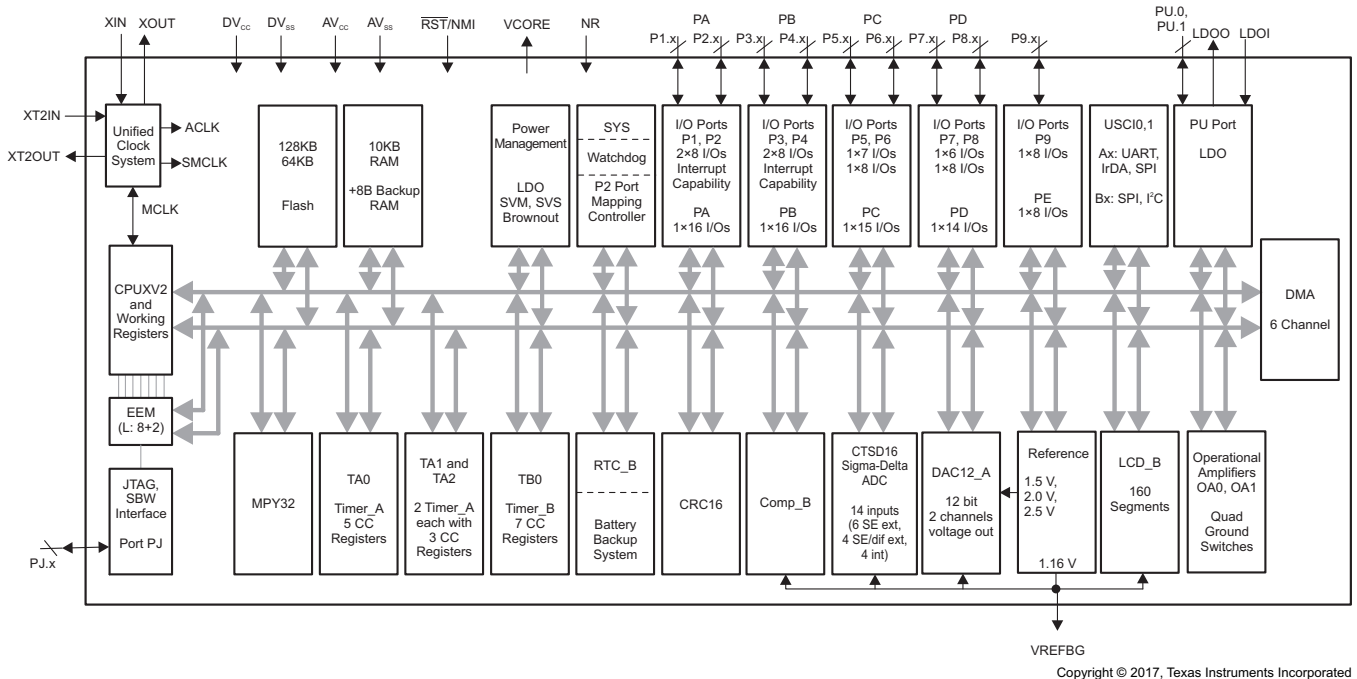 XIN XOUT DVCC DVSS AVCC AVSS RST/NMI VCORE NR PA PB PC PD PU.0,
PU.1
P1.x P2.x P3.x P4.x P5.x P6.x P7.x P8.x P9.x LDOO LDOI
XT2IN
XT2OUT
Unified
Clock
System
ACLK
SMCLK
MCLK
128KB
64KB
Flash
10KB
RAM
+8B Backup
RAM
Power
Management
LDO
SVM, SVS
Brownout
SYS
Watchdog
P2 Port
Mapping
Controller
I/O Ports
P1, P2
2×8 I/Os
Interrupt
Capability
PA
1×16 I/Os
I/O Ports
P3, P4
2×8 I/Os
Interrupt
Capability
PB
1×16 I/Os
I/O Ports
P5, P6
1×7 I/Os
1×8 I/Os
PC
1×15 I/Os
I/O Ports
P7, P8
1×6 I/Os
1×8 I/Os
PD
1×14 I/Os
I/O Ports
P9
1×8 I/Os
PE
1×8 I/Os
USCI0,1
Ax: UART,
IrDA, SPI
Bx: SPI, I²C
PU Port
LDO
CPUXV2
and
Working
Registers
DMA
6 Channel
EEM
(L: 8+2)
JTAG,
SBW
Interface
Port PJ
PJ.x
MPY32
TA0
Timer_A
5 CC
Registers
TA1 and
TA2
2 Timer_A
each with
3 CC
Registers
TB0
Timer_B
7 CC
Registers
RTC_B
Battery
Backup
System
CRC16
Comp_B
CTSD16
Sigma-Delta
ADC
14 inputs
(6 SE ext,
4 SE/dif ext,
4 int)
DAC12_A
12 bit
2 channels
voltage out
Reference
1.5 V,
2.0 V,
2.5 V
1.16 V
LCD_B
160
Segments
Operational
Amplifiers
OA0, OA1
Quad
Ground
Switches
VREFBG
Copyright © 2017, Texas Instruments Incorporated